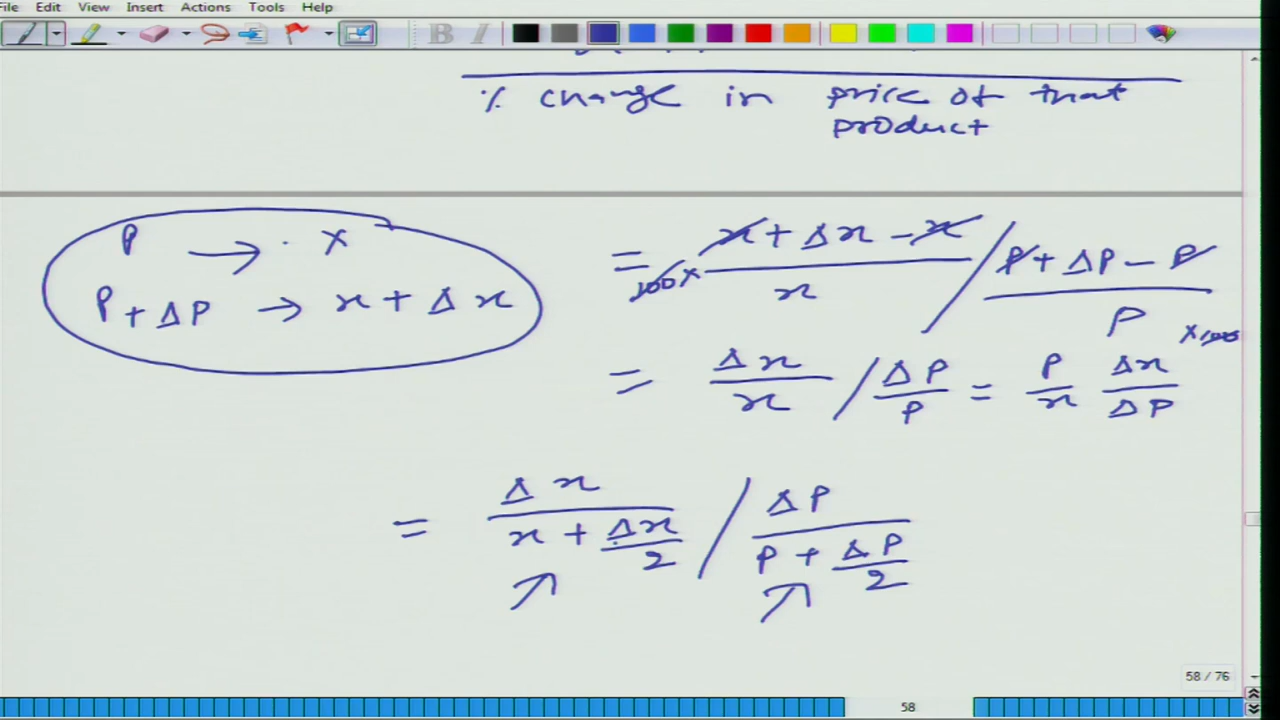 File Edit View Insert Actions Tools Help
% change in price of that
product
P → x
P + ΔP → x + Δx
= 100 × x + Δx - x / x / P + ΔP - P / P × 100
= Δx / x / ΔP / P = P / x Δx / ΔP
= Δx / x + Δx / 2 / ΔP / P + ΔP / 2
58 / 76
58